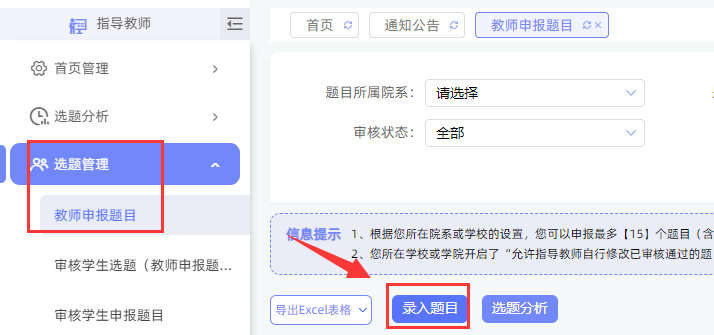 指导教师
首页
通知公告
教师申报题目
首页管理
选题分析
选题管理
教师申报题目
审核学生选题（教师申报题...
审核学生申报题目
题目所属院系：
请选择
审核状态：
全部
信息提示
1、根据您所在院系或学校的设置，您可以申报最多【15】个题目（含
2、您所在学校或学院开启了“允许指导教师自行修改已审核通过的题
导出Excel表格
录入题目
选题分析